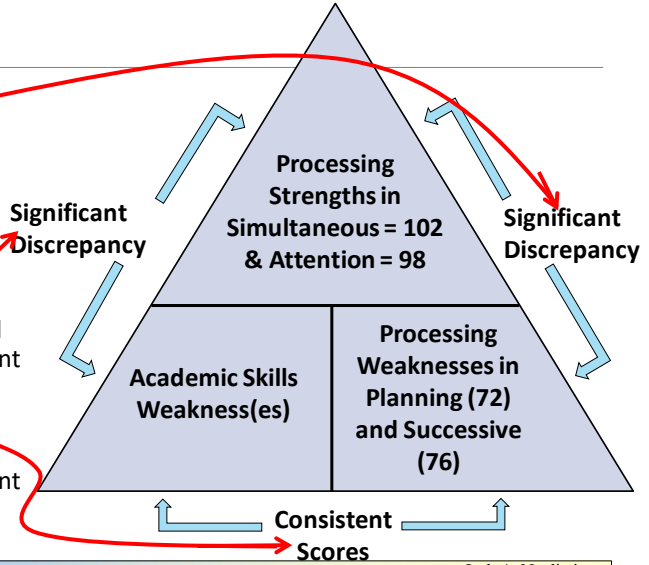 Processing
Strengths in
Simultaneous = 102
& Attention = 98
Significant
Discrepancy
Significant
Discrepancy
Academic Skills
Weakness(es)
Processing
Weaknesses in
Planning (72)
and Successive
(76)
Consistent
Scores